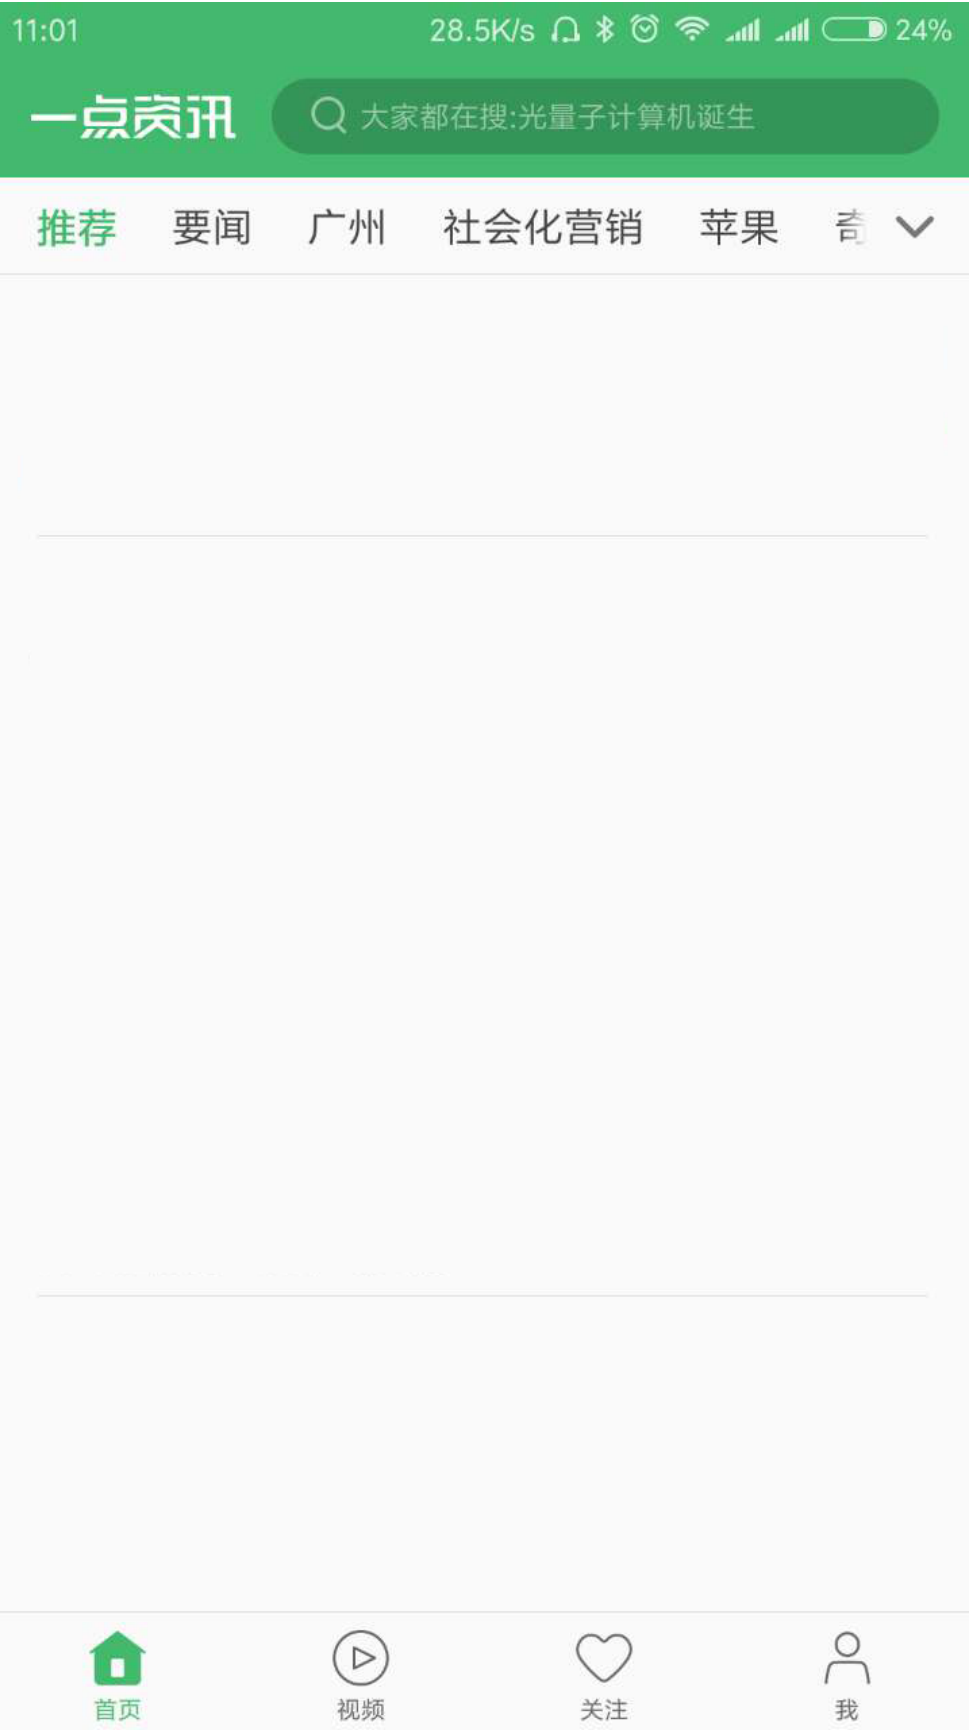 11:01 28.5K/s 24%
一点资讯 大家都在搜:光量子计算机诞生
推荐 要闻 广州 社会化营销 苹果
首页 视频 关注 我